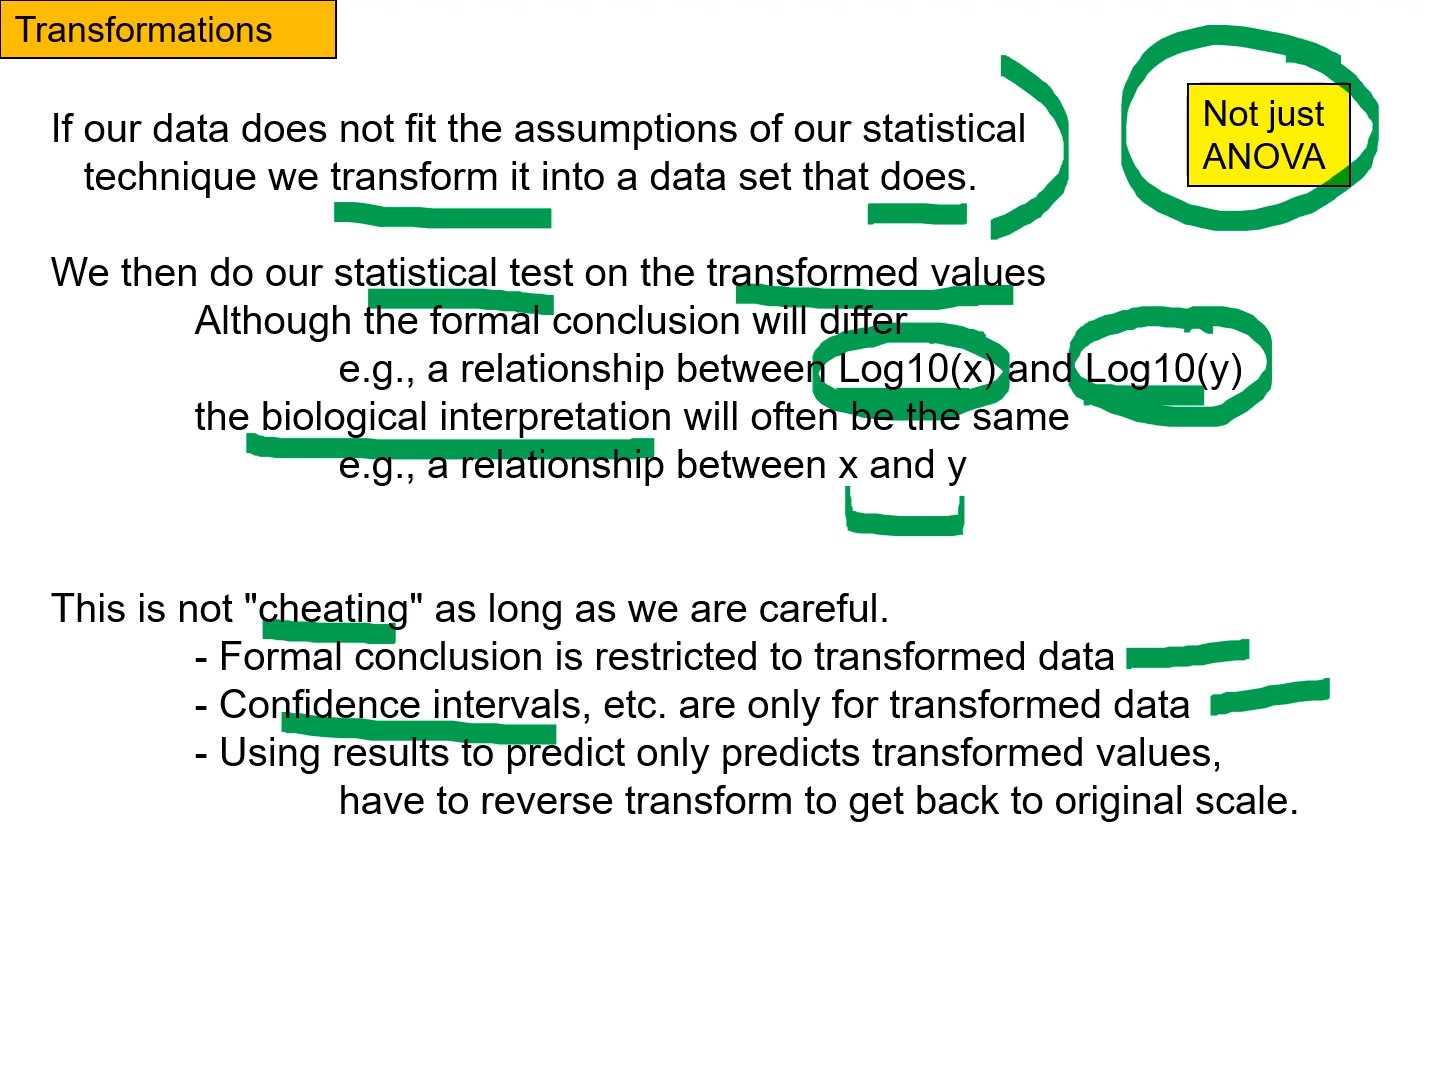 Transformations
Not just
ANOVA
If our data does not fit the assumptions of our statistical
technique we transform it into a data set that does.
We then do our statistical test on the transformed values
Although the formal conclusion will differ
e.g., a relationship between Log10(x) and Log10(y)
the biological interpretation will often be the same
e.g., a relationship between x and y
This is not "cheating" as long as we are careful.
- Formal conclusion is restricted to transformed data
- Confidence intervals, etc. are only for transformed data
- Using results to predict only predicts transformed values,
have to reverse transform to get back to original scale.